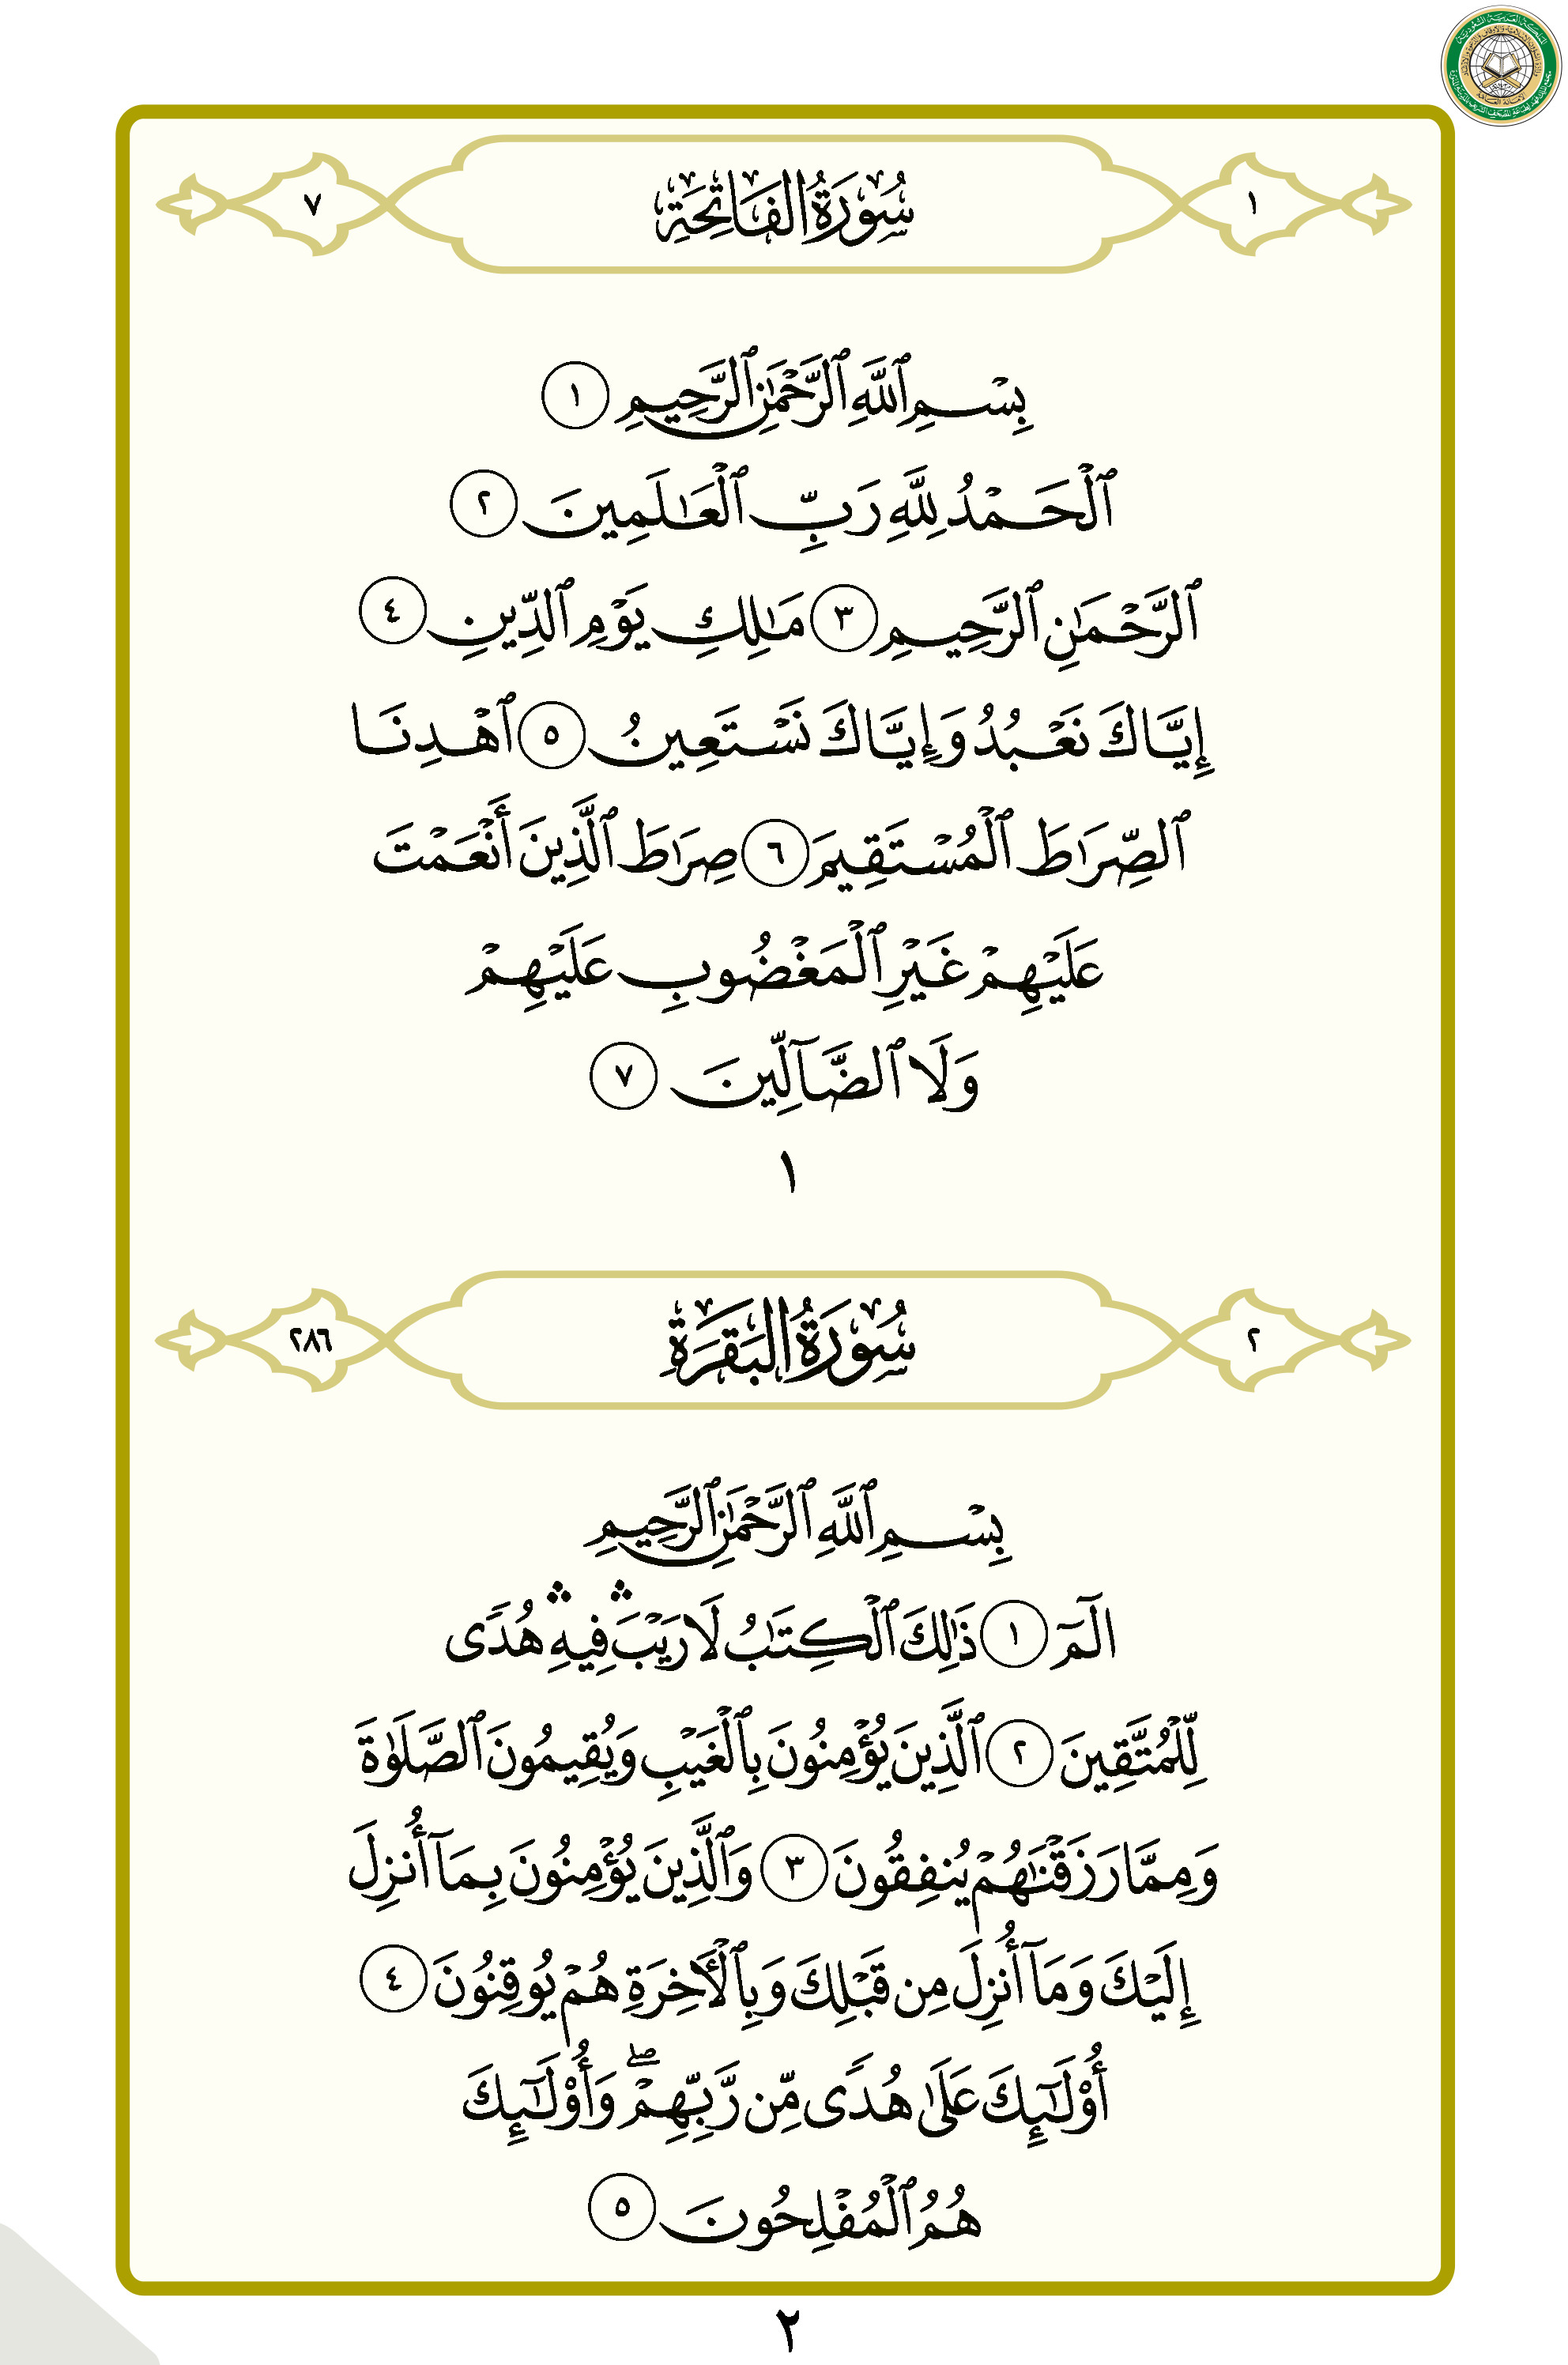 المملكة العربية السعودية
١ سُورَةُ الفَاتِحَةِ ٧
بِسْمِ ٱللَّهِ ٱلرَّحْمَٰنِ ٱلرَّحِيمِ ١
ٱلْحَمْدُ لِلَّهِ رَبِّ ٱلْعَٰلَمِينَ ٢
ٱلرَّحْمَٰنِ ٱلرَّحِيمِ ٣ مَٰلِكِ يَوْمِ ٱلدِّينِ ٤
إِيَّاكَ نَعْبُدُ وَإِيَّاكَ نَسْتَعِينُ ٥ ٱهْدِنَا
ٱلصِّرَٰطَ ٱلْمُسْتَقِيمَ ٦ صِرَٰطَ ٱلَّذِينَ أَنْعَمْتَ
عَلَيْهِمْ غَيْرِ ٱلْمَغْضُوبِ عَلَيْهِمْ
وَلَا ٱلضَّآلِّينَ ٧
١
٢ سُورَةُ البَقَرَةِ ٢٨٦
بِسْمِ ٱللَّهِ ٱلرَّحْمَٰنِ ٱلرَّحِيمِ
الٓمٓ ١ ذَٰلِكَ ٱلْكِتَٰبُ لَا رَيْبَۛ فِيهِۛ هُدًى
لِّلْمُتَّقِينَ ٢ ٱلَّذِينَ يُؤْمِنُونَ بِٱلْغَيْبِ وَيُقِيمُونَ ٱلصَّلَوٰةَ
وَمِمَّا رَزَقْنَٰهُمْ يُنفِقُونَ ٣ وَٱلَّذِينَ يُؤْمِنُونَ بِمَآ أُنزِلَ
إِلَيْكَ وَمَآ أُنزِلَ مِن قَبْلِكَ وَبِٱلْأَخِرَةِ هُمْ يُوقِنُونَ ٤
أُوْلَٰٓئِكَ عَلَىٰ هُدًى مِّن رَّبِّهِمْۖ وَأُوْلَٰٓئِكَ
هُمُ ٱلْمُفْلِحُونَ ٥
٢